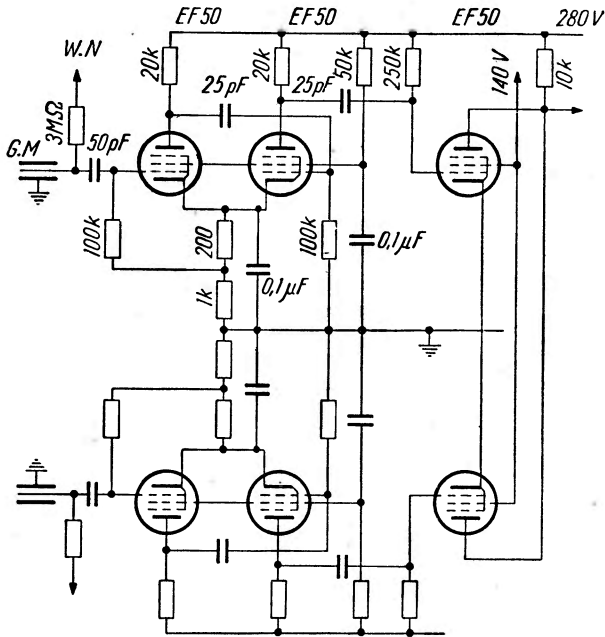 EF50 EF50 EF50 280V
W.N
20k
20k
50k
250k
140V
10k
25pF 25pF
3MΩ
G.M 50pF
100k
200
100k
0,1μF
1k
0,1μF